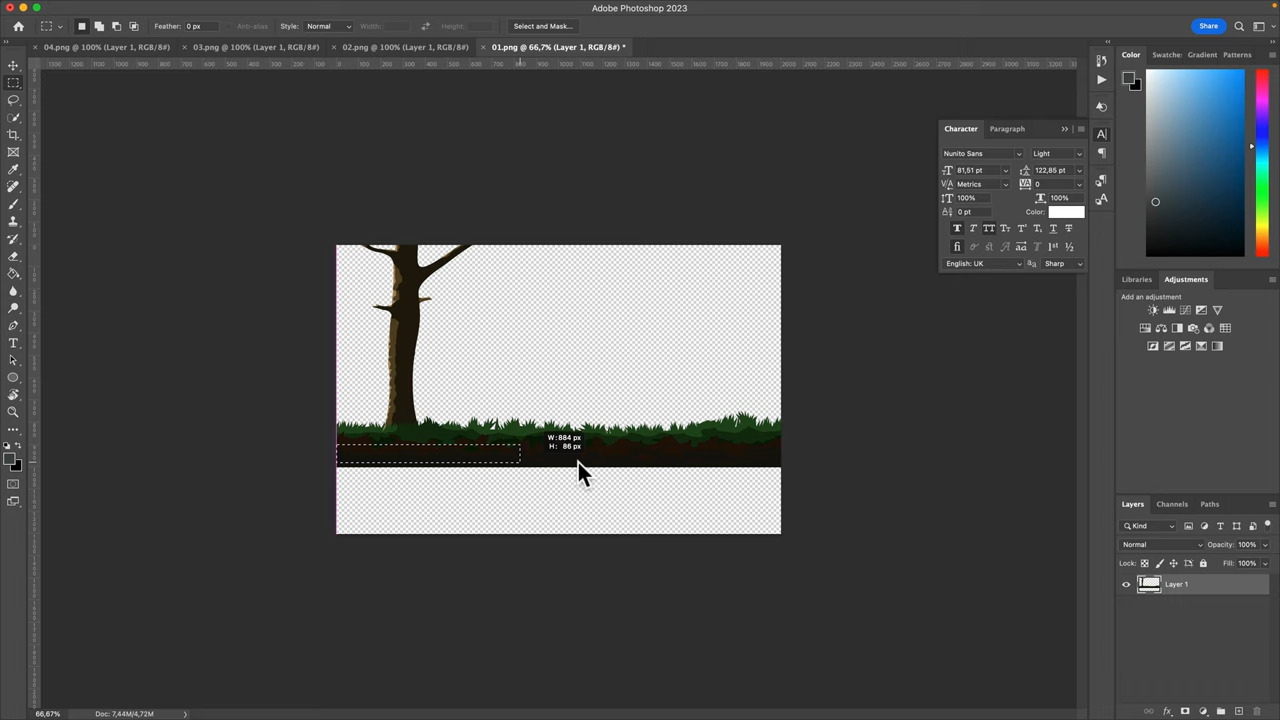 Adobe Photoshop 2023
Feather: 0 px
Anti-alias
Style: Normal
Width:
Height:
Select and Mask...
Share
04.png @ 100% (Layer 1, RGB/8#)
03.png @ 100% (Layer 1, RGB/8#)
02.png @ 100% (Layer 1, RGB/8#)
01.png @ 66,7% (Layer 1, RGB/8#) *
Color
Swatche:
Gradient
Patterns
Character
Paragraph
Nunito Sans
Light
81,51 pt
122,85 pt
Metrics
0
100%
100%
0 pt
Color:
English: UK
Sharp
W: 884 px
H: 86 px
Libraries
Adjustments
Add an adjustment
Layers
Channels
Paths
Kind
Normal
Opacity: 100%
Lock:
Fill: 100%
Layer 1
66,67%
Doc: 7,44M/4,72M